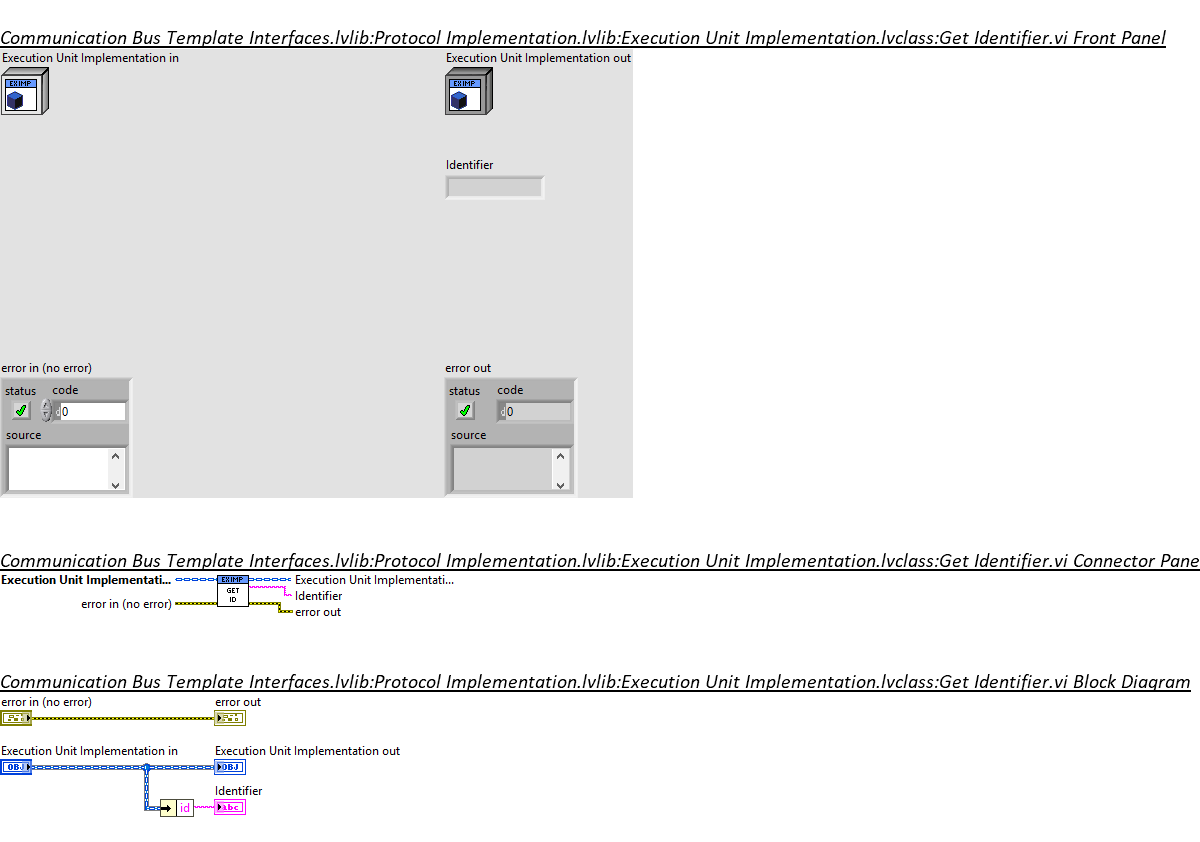 Communication Bus Template Interfaces.lvlib:Protocol Implementation.lvlib:Execution Unit Implementation.lvclass:Get Identifier.vi Front Panel
Execution Unit Implementation in
Execution Unit Implementation out
EXIMP
EXIMP
Identifier
error in (no error)
error out
status code
status code
d 0
d 0
source
source
Communication Bus Template Interfaces.lvlib:Protocol Implementation.lvlib:Execution Unit Implementation.lvclass:Get Identifier.vi Connector Pane
Execution Unit Implementati...
EXIMP
Execution Unit Implementati...
GET
ID
Identifier
error in (no error)
error out
Communication Bus Template Interfaces.lvlib:Protocol Implementation.lvlib:Execution Unit Implementation.lvclass:Get Identifier.vi Block Diagram
error in (no error)
error out
Execution Unit Implementation in
Execution Unit Implementation out
OBJ
OBJ
Identifier
id
abc